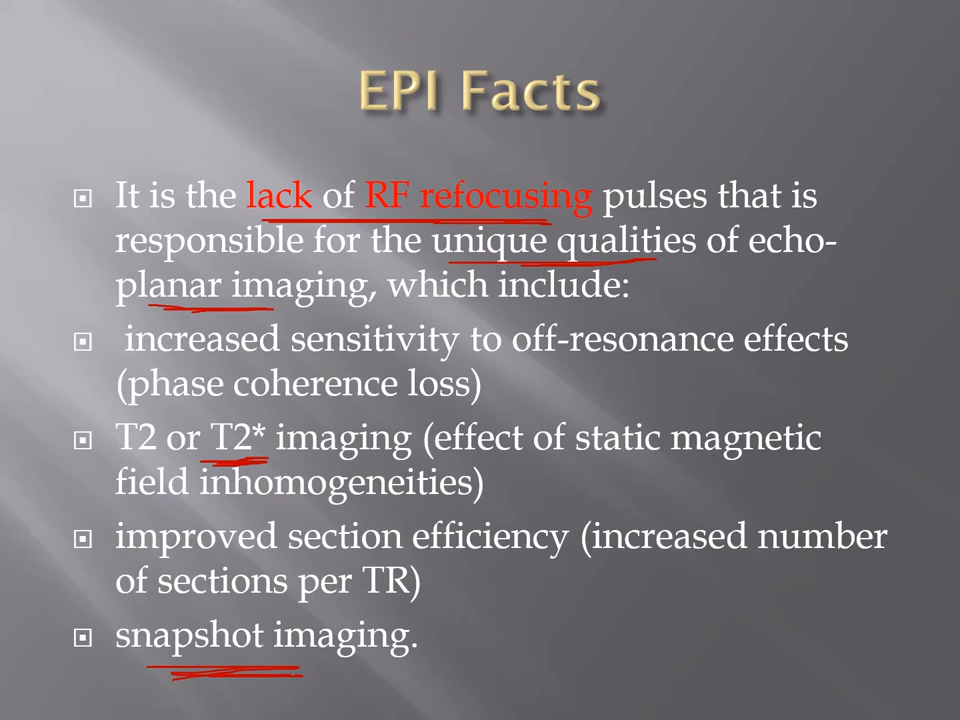 EPI Facts
It is the lack of RF refocusing pulses that is
responsible for the unique qualities of echo-
planar imaging, which include:
increased sensitivity to off-resonance effects
(phase coherence loss)
T2 or T2* imaging (effect of static magnetic
field inhomogeneities)
improved section efficiency (increased number
of sections per TR)
snapshot imaging.